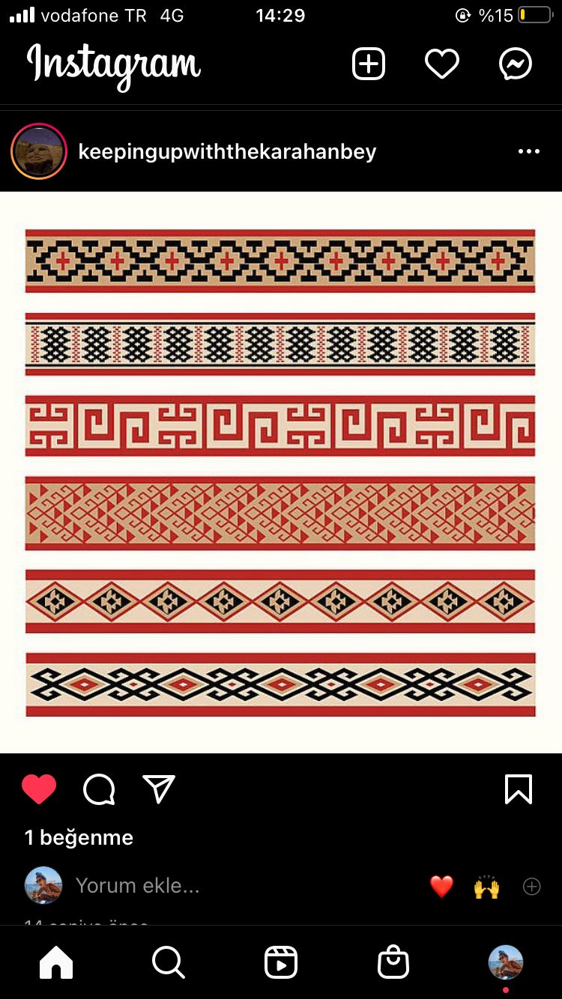 vodafone TR 4G 14:29 %15
Instagram
keepingupwiththekarahanbey
1 beğenme
Yorum ekle...